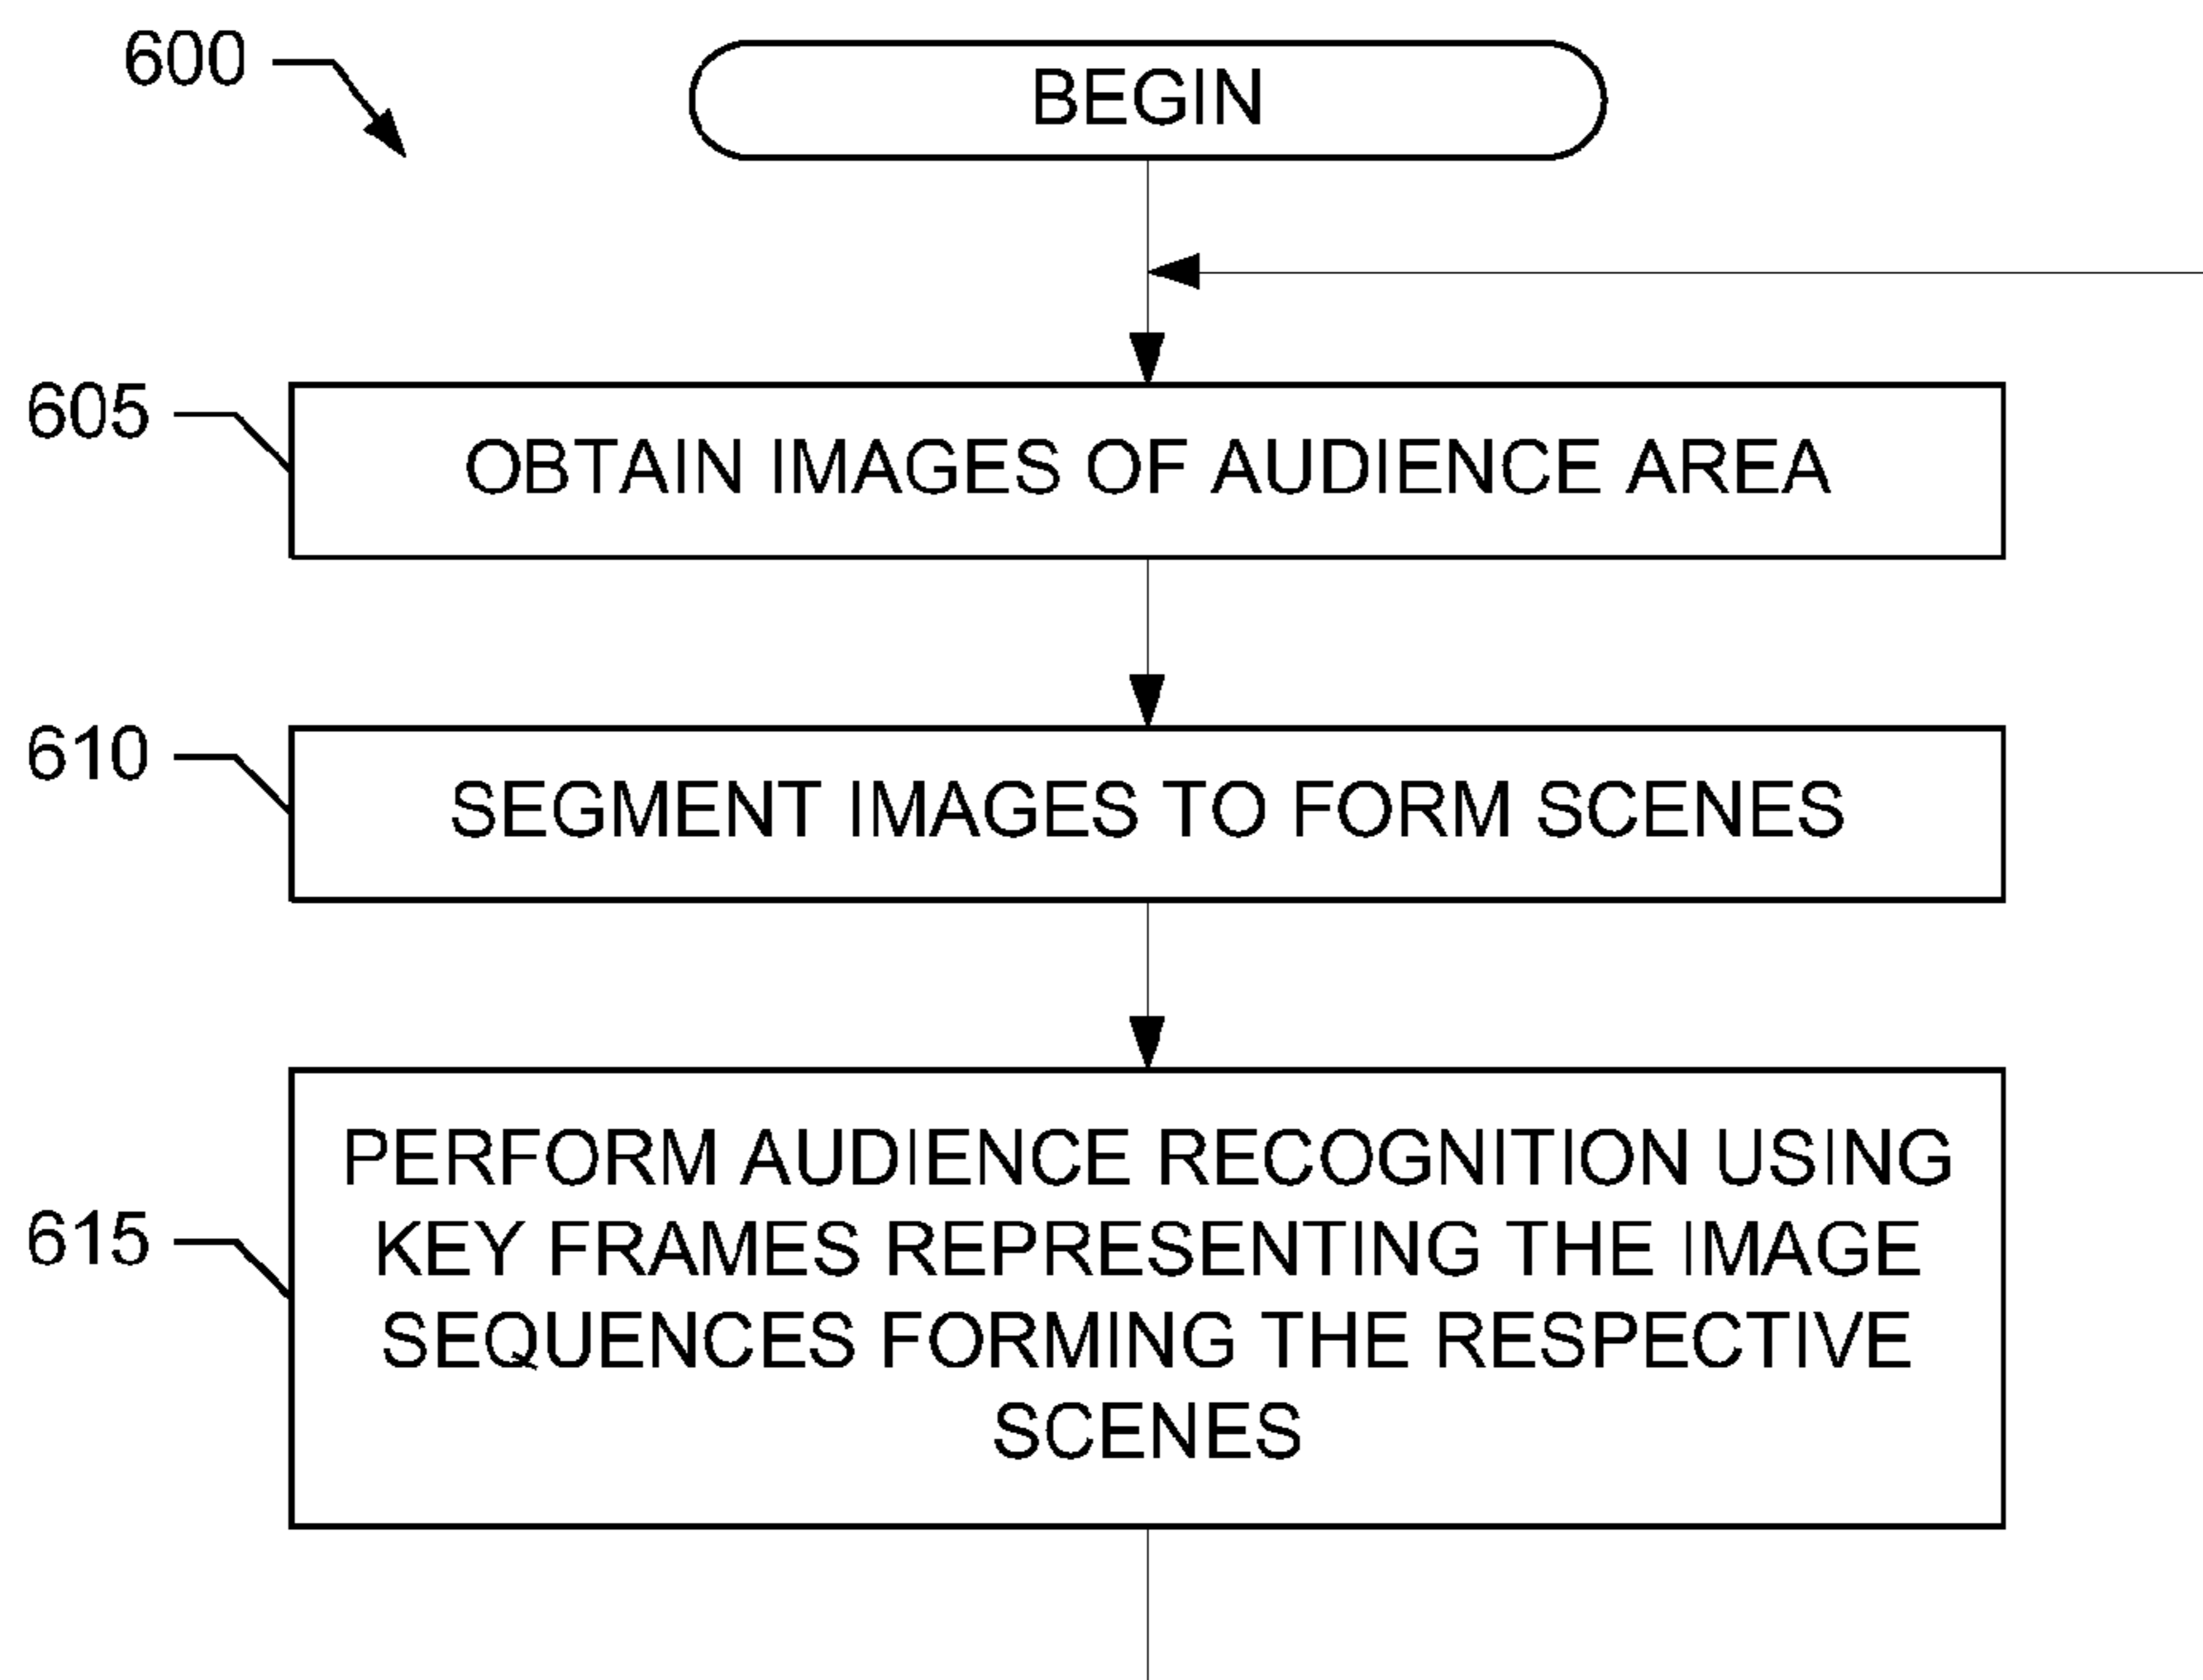 600
BEGIN
605
OBTAIN IMAGES OF AUDIENCE AREA
610
SEGMENT IMAGES TO FORM SCENES
615
PERFORM AUDIENCE RECOGNITION USING
KEY FRAMES REPRESENTING THE IMAGE
SEQUENCES FORMING THE RESPECTIVE
SCENES